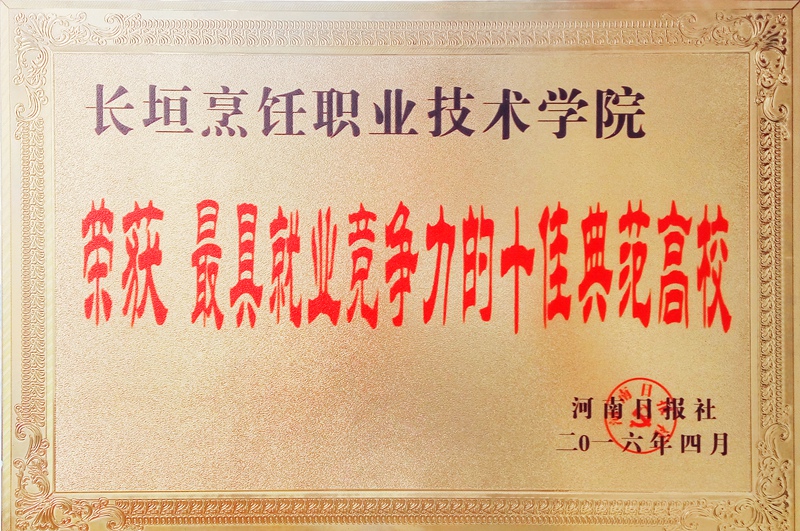 长垣烹饪职业技术学院
荣获 最具就业竞争力的十佳典范高校
河南日报社
二0一六年四月